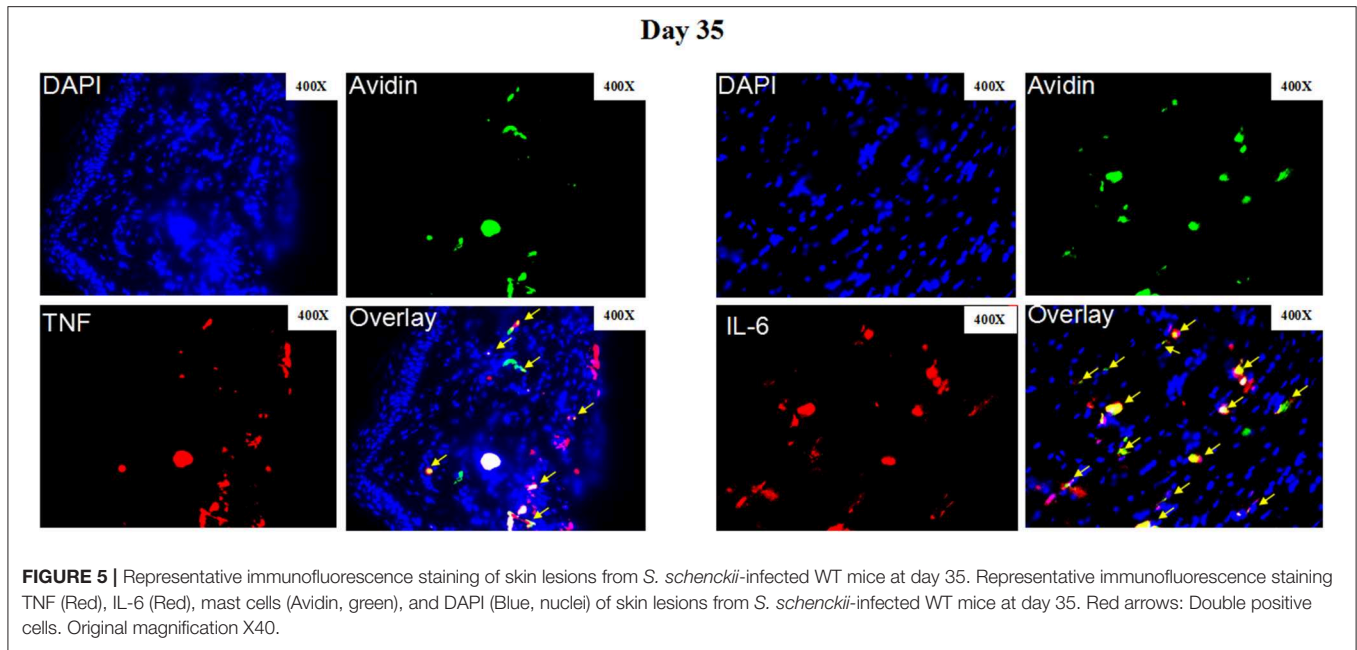 Day 35
DAPI 400X Avidin 400X DAPI 400X Avidin 400X
TNF 400X Overlay 400X IL-6 400X Overlay 400X
FIGURE 5 | Representative immunofluorescence staining of skin lesions from S. schenckii-infected WT mice at day 35. Representative immunofluorescence staining
TNF (Red), IL-6 (Red), mast cells (Avidin, green), and DAPI (Blue, nuclei) of skin lesions from S. schenckii-infected WT mice at day 35. Red arrows: Double positive
cells. Original magnification X40.